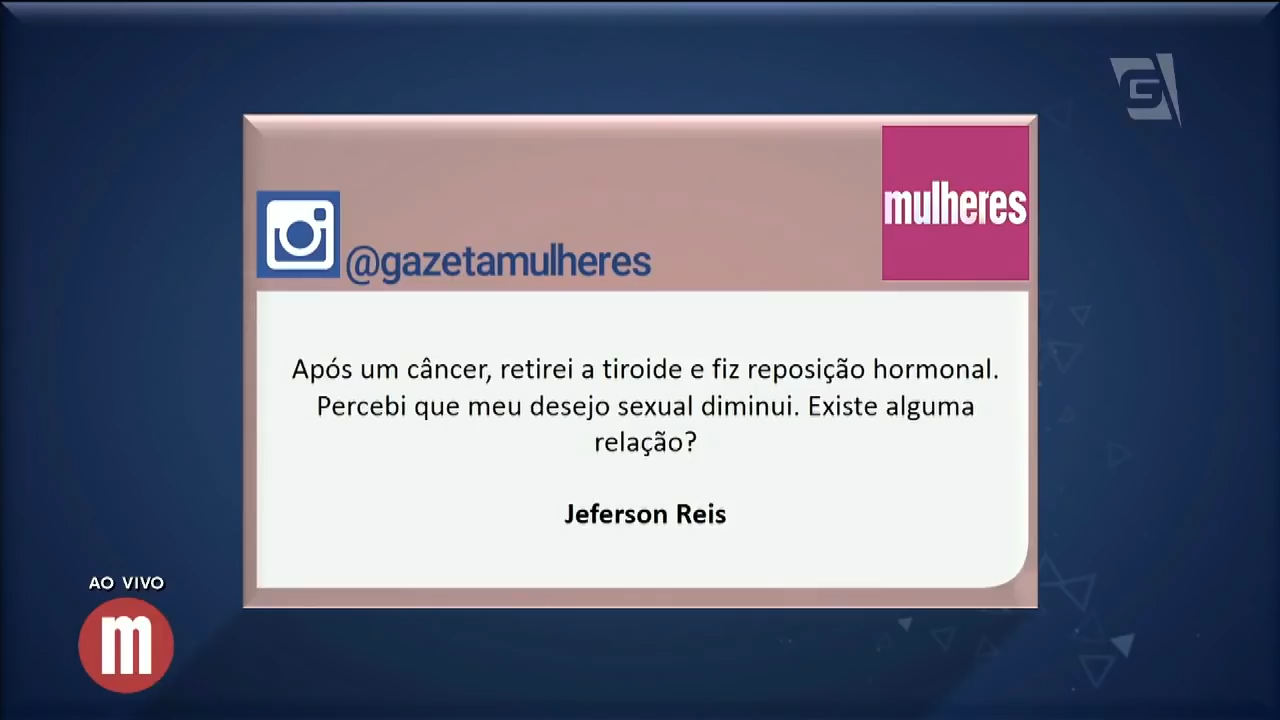 mulheres
@gazetamulheres
Após um câncer, retirei a tiroide e fiz reposição hormonal.
Percebi que meu desejo sexual diminui. Existe alguma
relação?
Jeferson Reis
AO VIVO
m